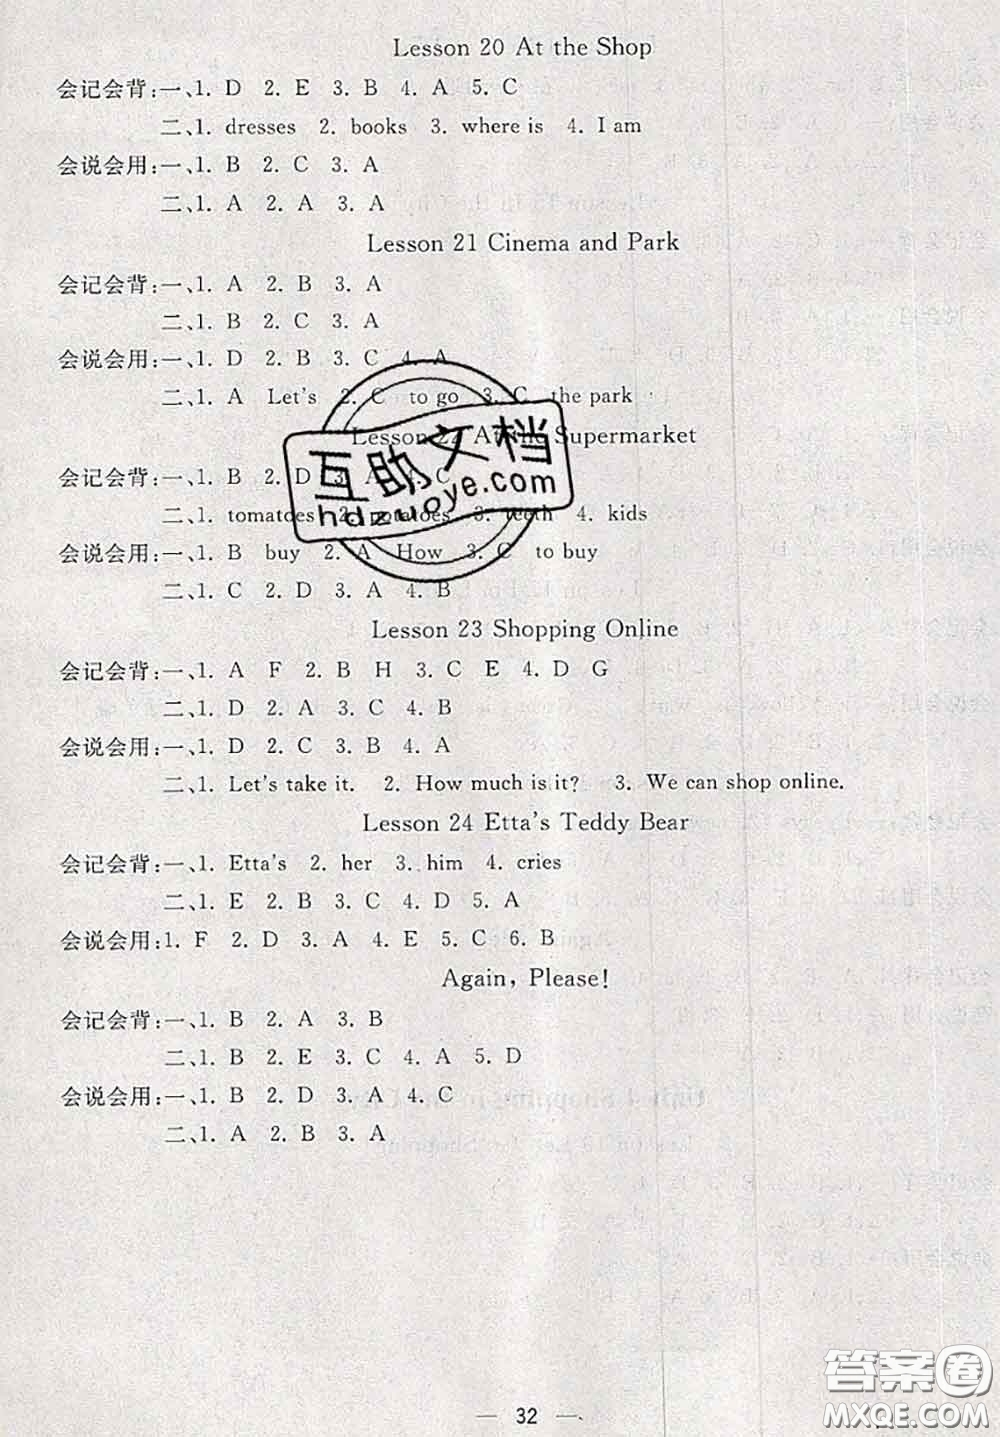 Lesson 20 At the Shop
会记会背:一、1. D 2. E 3. B 4. A 5. C
二、1. dresses 2. books 3. where is 4. I am
会说会用:一、1. B 2. C 3. A
二、1. A 2. A 3. A
Lesson 21 Cinema and Park
会记会背:一、1. A 2. B 3. A
二、1. B 2. C 3. A
会说会用:一、1. D 2. B 3. C 4. A
二、1. A Let's 2. C to go 3. C the park
Lesson 22 At the Supermarket
会记会背:一、1. B 2. D 3. A 4. C
二、1. tomatoes 2. potatoes 3. teeth 4. kids
会说会用:一、1. B buy 2. A How 3. C to buy
二、1. C 2. D 3. A 4. B
互助文档
hdzuoye.com
Lesson 23 Shopping Online
会记会背:一、1. A F 2. B H 3. C E 4. D G
二、1. D 2. A 3. C 4. B
会说会用:一、1. D 2. C 3. B 4. A
二、1. Let's take it. 2. How much is it? 3. We can shop online.
Lesson 24 Etta's Teddy Bear
会记会背:一、1. Etta's 2. her 3. him 4. cries
二、1. E 2. B 3. C 4. D 5. A
会说会用:1. F 2. D 3. A 4. E 5. C 6. B
Again, Please!
会记会背:一、1. B 2. A 3. B
二、1. B 2. E 3. C 4. A 5. D
会说会用:一、1. B 2. D 3. A 4. C
二、1. A 2. B 3. A
— 32 —
答案圈
MXQE.COM